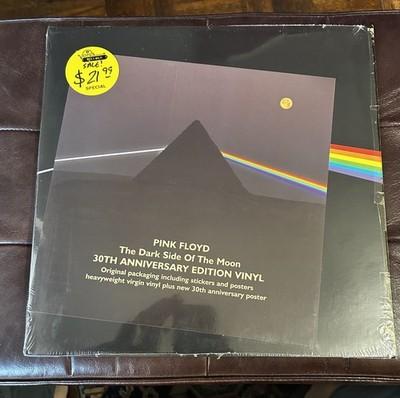 SALE!
$21.99
SPECIAL
PINK FLOYD
The Dark Side Of The Moon
30TH ANNIVERSARY EDITION VINYL
Original packaging including stickers and posters
heavyweight virgin vinyl plus new 30th anniversary poster